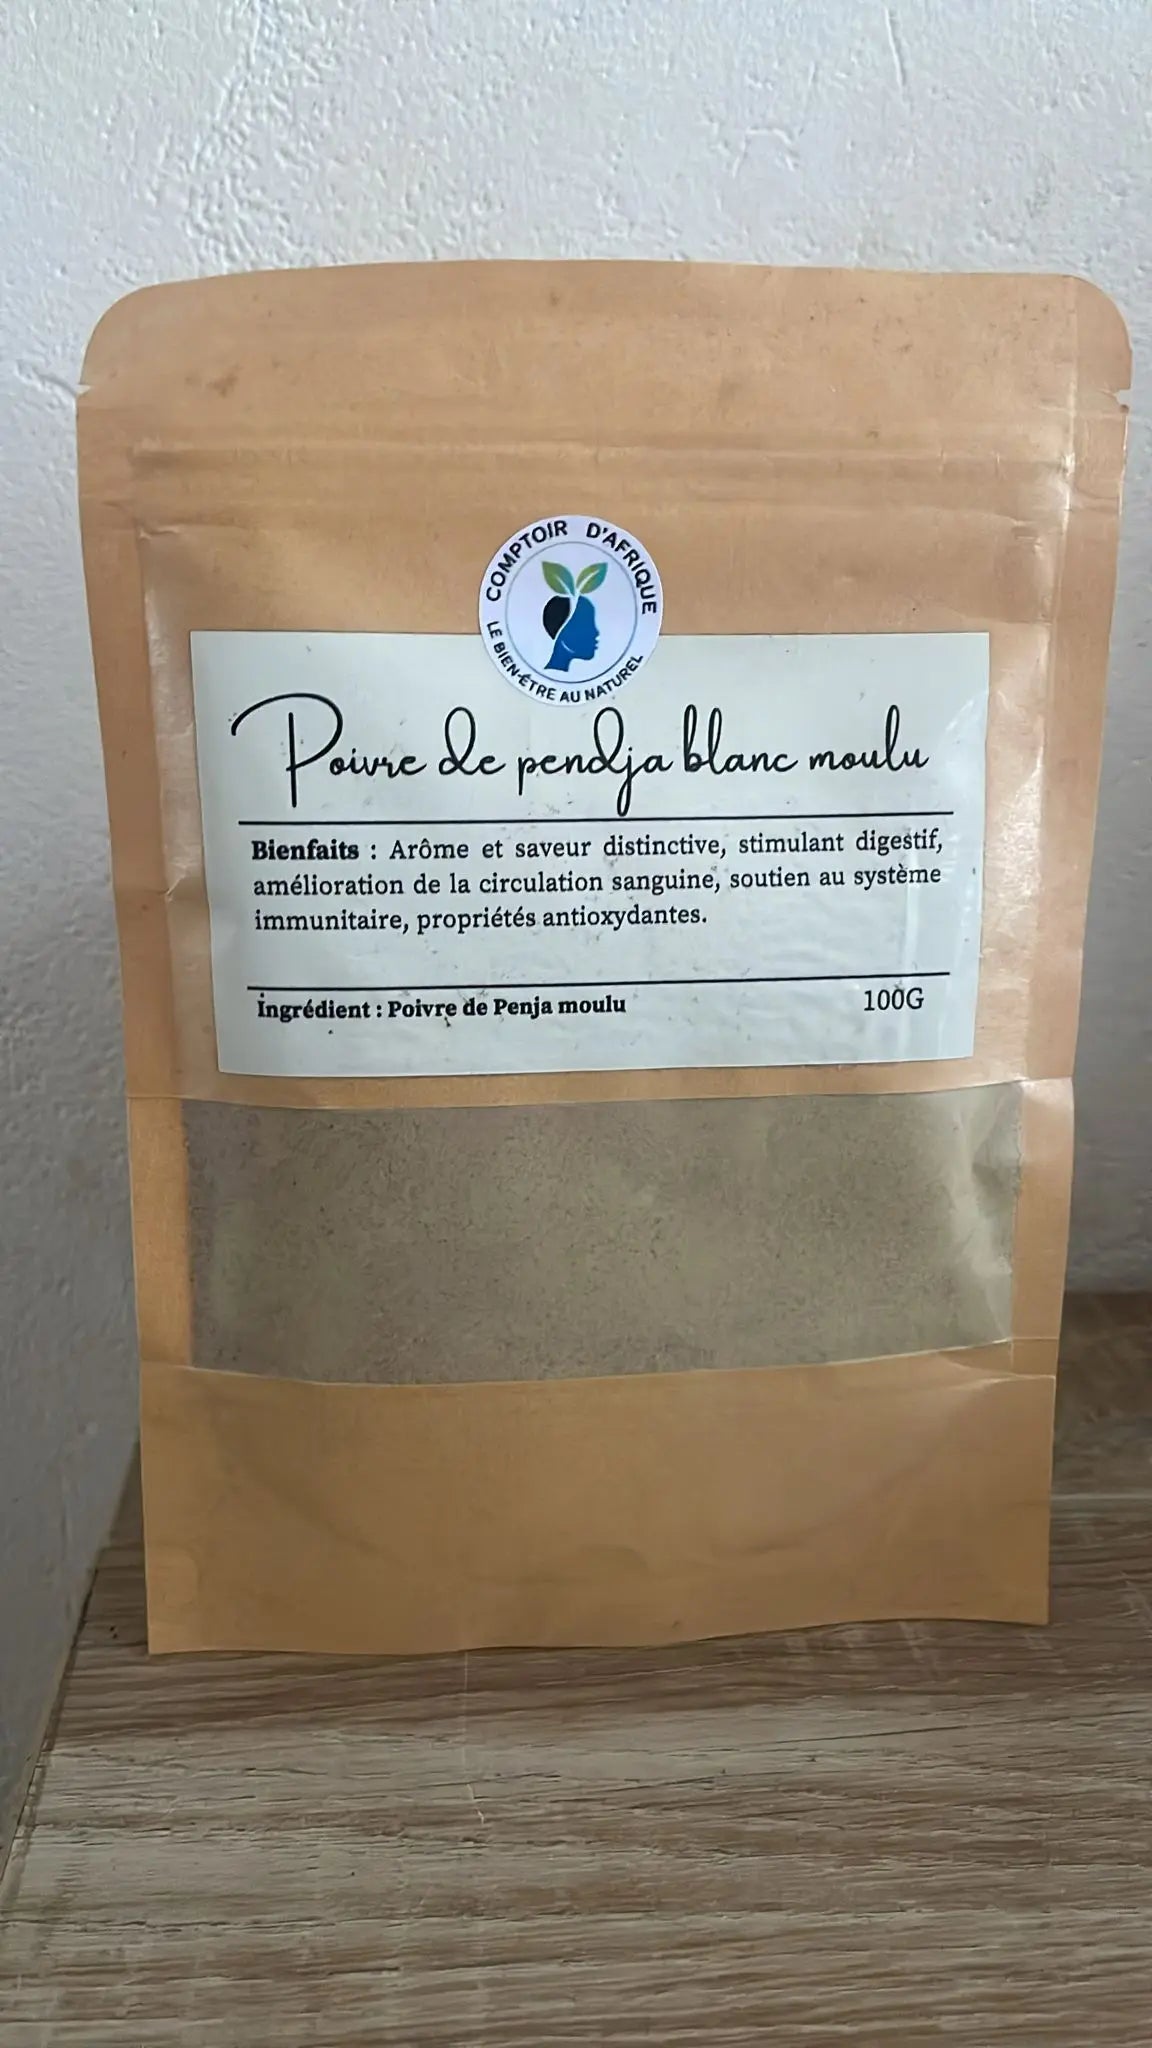 COMPTOIR D'AFRIQUE
LE BIEN-ÊTRE AU NATUREL
Poivre de pendja blanc moulu
Bienfaits : Arôme et saveur distinctive, stimulant digestif,
amélioration de la circulation sanguine, soutien au système
immunitaire, propriétés antioxydantes.
Ingrédient : Poivre de Penja moulu 100G